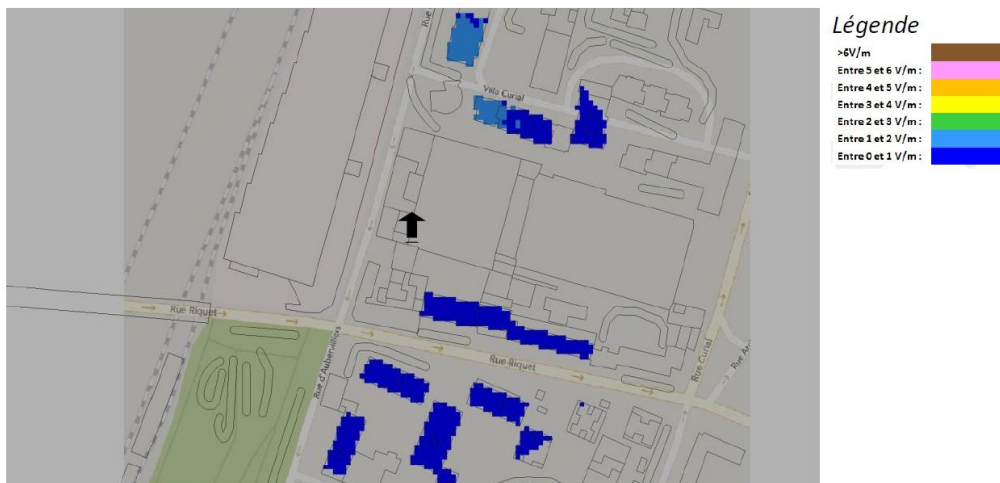 Rue
Villa Curial
Rue Riquet
Rue d'Aubervilliers
Rue Riquet
Rue Curial
Légende
>6V/m
Entre 5 et 6 V/m :
Entre 4 et 5 V/m :
Entre 3 et 4 V/m :
Entre 2 et 3 V/m :
Entre 1 et 2 V/m :
Entre 0 et 1 V/m :